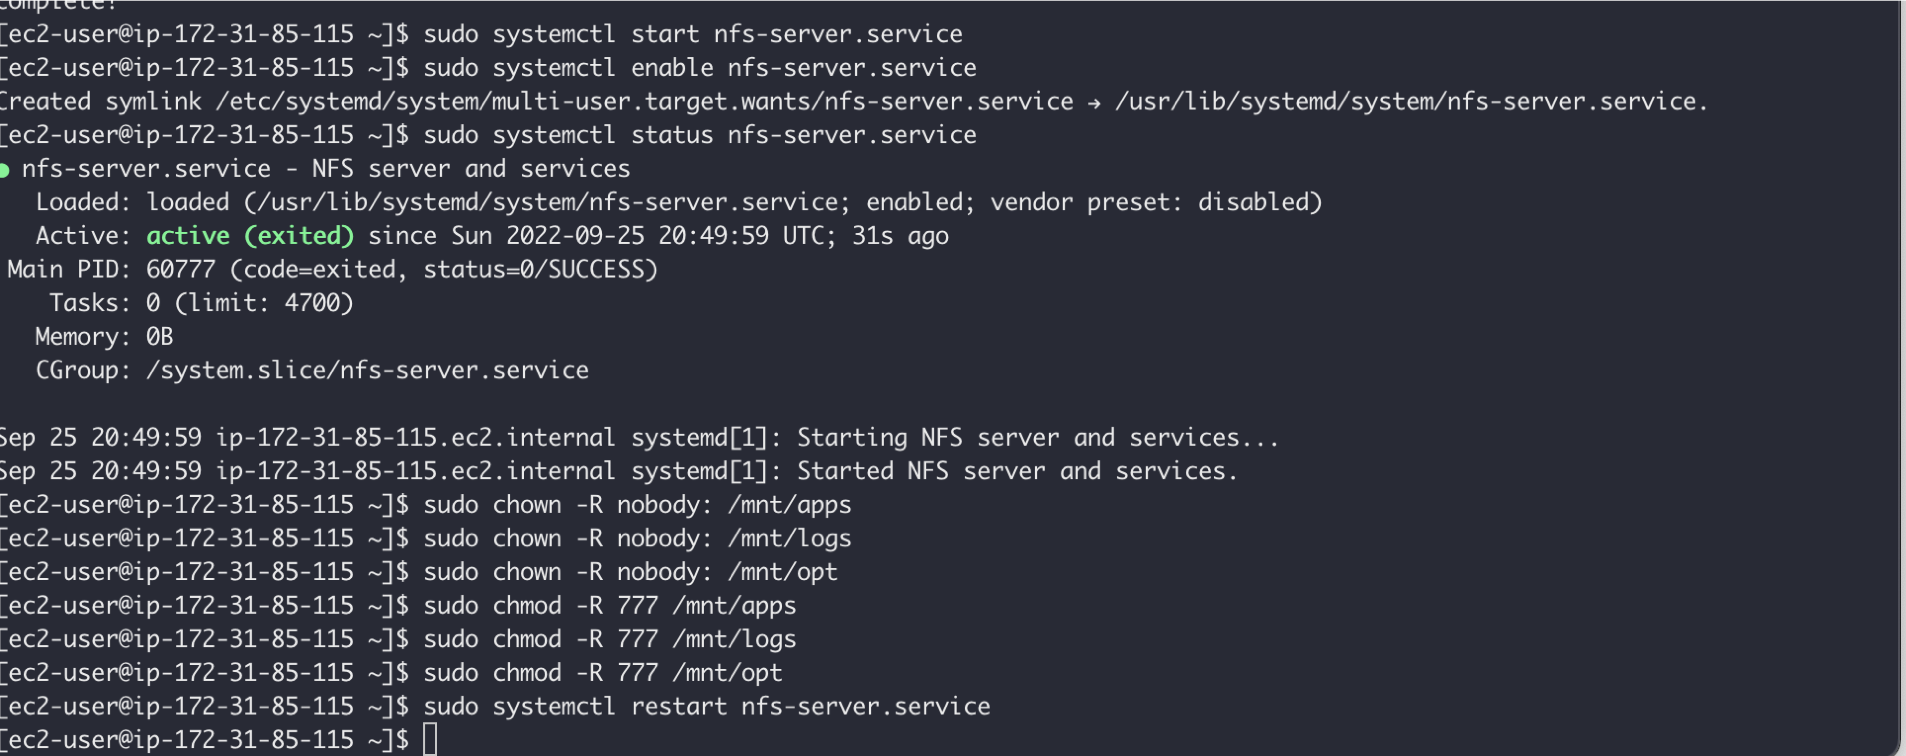 complete!
[ec2-user@ip-172-31-85-115 ~]$ sudo systemctl start nfs-server.service
[ec2-user@ip-172-31-85-115 ~]$ sudo systemctl enable nfs-server.service
Created symlink /etc/systemd/system/multi-user.target.wants/nfs-server.service → /usr/lib/systemd/system/nfs-server.service.
[ec2-user@ip-172-31-85-115 ~]$ sudo systemctl status nfs-server.service
● nfs-server.service - NFS server and services
   Loaded: loaded (/usr/lib/systemd/system/nfs-server.service; enabled; vendor preset: disabled)
   Active: active (exited) since Sun 2022-09-25 20:49:59 UTC; 31s ago
 Main PID: 60777 (code=exited, status=0/SUCCESS)
    Tasks: 0 (limit: 4700)
   Memory: 0B
   CGroup: /system.slice/nfs-server.service
Sep 25 20:49:59 ip-172-31-85-115.ec2.internal systemd[1]: Starting NFS server and services...
Sep 25 20:49:59 ip-172-31-85-115.ec2.internal systemd[1]: Started NFS server and services.
[ec2-user@ip-172-31-85-115 ~]$ sudo chown -R nobody: /mnt/apps
[ec2-user@ip-172-31-85-115 ~]$ sudo chown -R nobody: /mnt/logs
[ec2-user@ip-172-31-85-115 ~]$ sudo chown -R nobody: /mnt/opt
[ec2-user@ip-172-31-85-115 ~]$ sudo chmod -R 777 /mnt/apps
[ec2-user@ip-172-31-85-115 ~]$ sudo chmod -R 777 /mnt/logs
[ec2-user@ip-172-31-85-115 ~]$ sudo chmod -R 777 /mnt/opt
[ec2-user@ip-172-31-85-115 ~]$ sudo systemctl restart nfs-server.service
[ec2-user@ip-172-31-85-115 ~]$